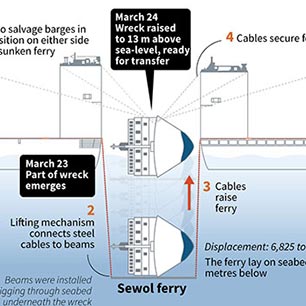 o salvage barges in
sition on either side
sunken ferry
March 24
Wreck raised
to 13 m above
sea-level, ready
for transfer
4 Cables secure f
March 23
Part of wreck
emerges
3 Cables
raise
ferry
2
Lifting mechanism
connects steel
cables to beams
Displacement: 6,825 to
The ferry lay on seabe
metres below
Beams were installed
igging through seabed
underneath the wreck
Sewol ferry